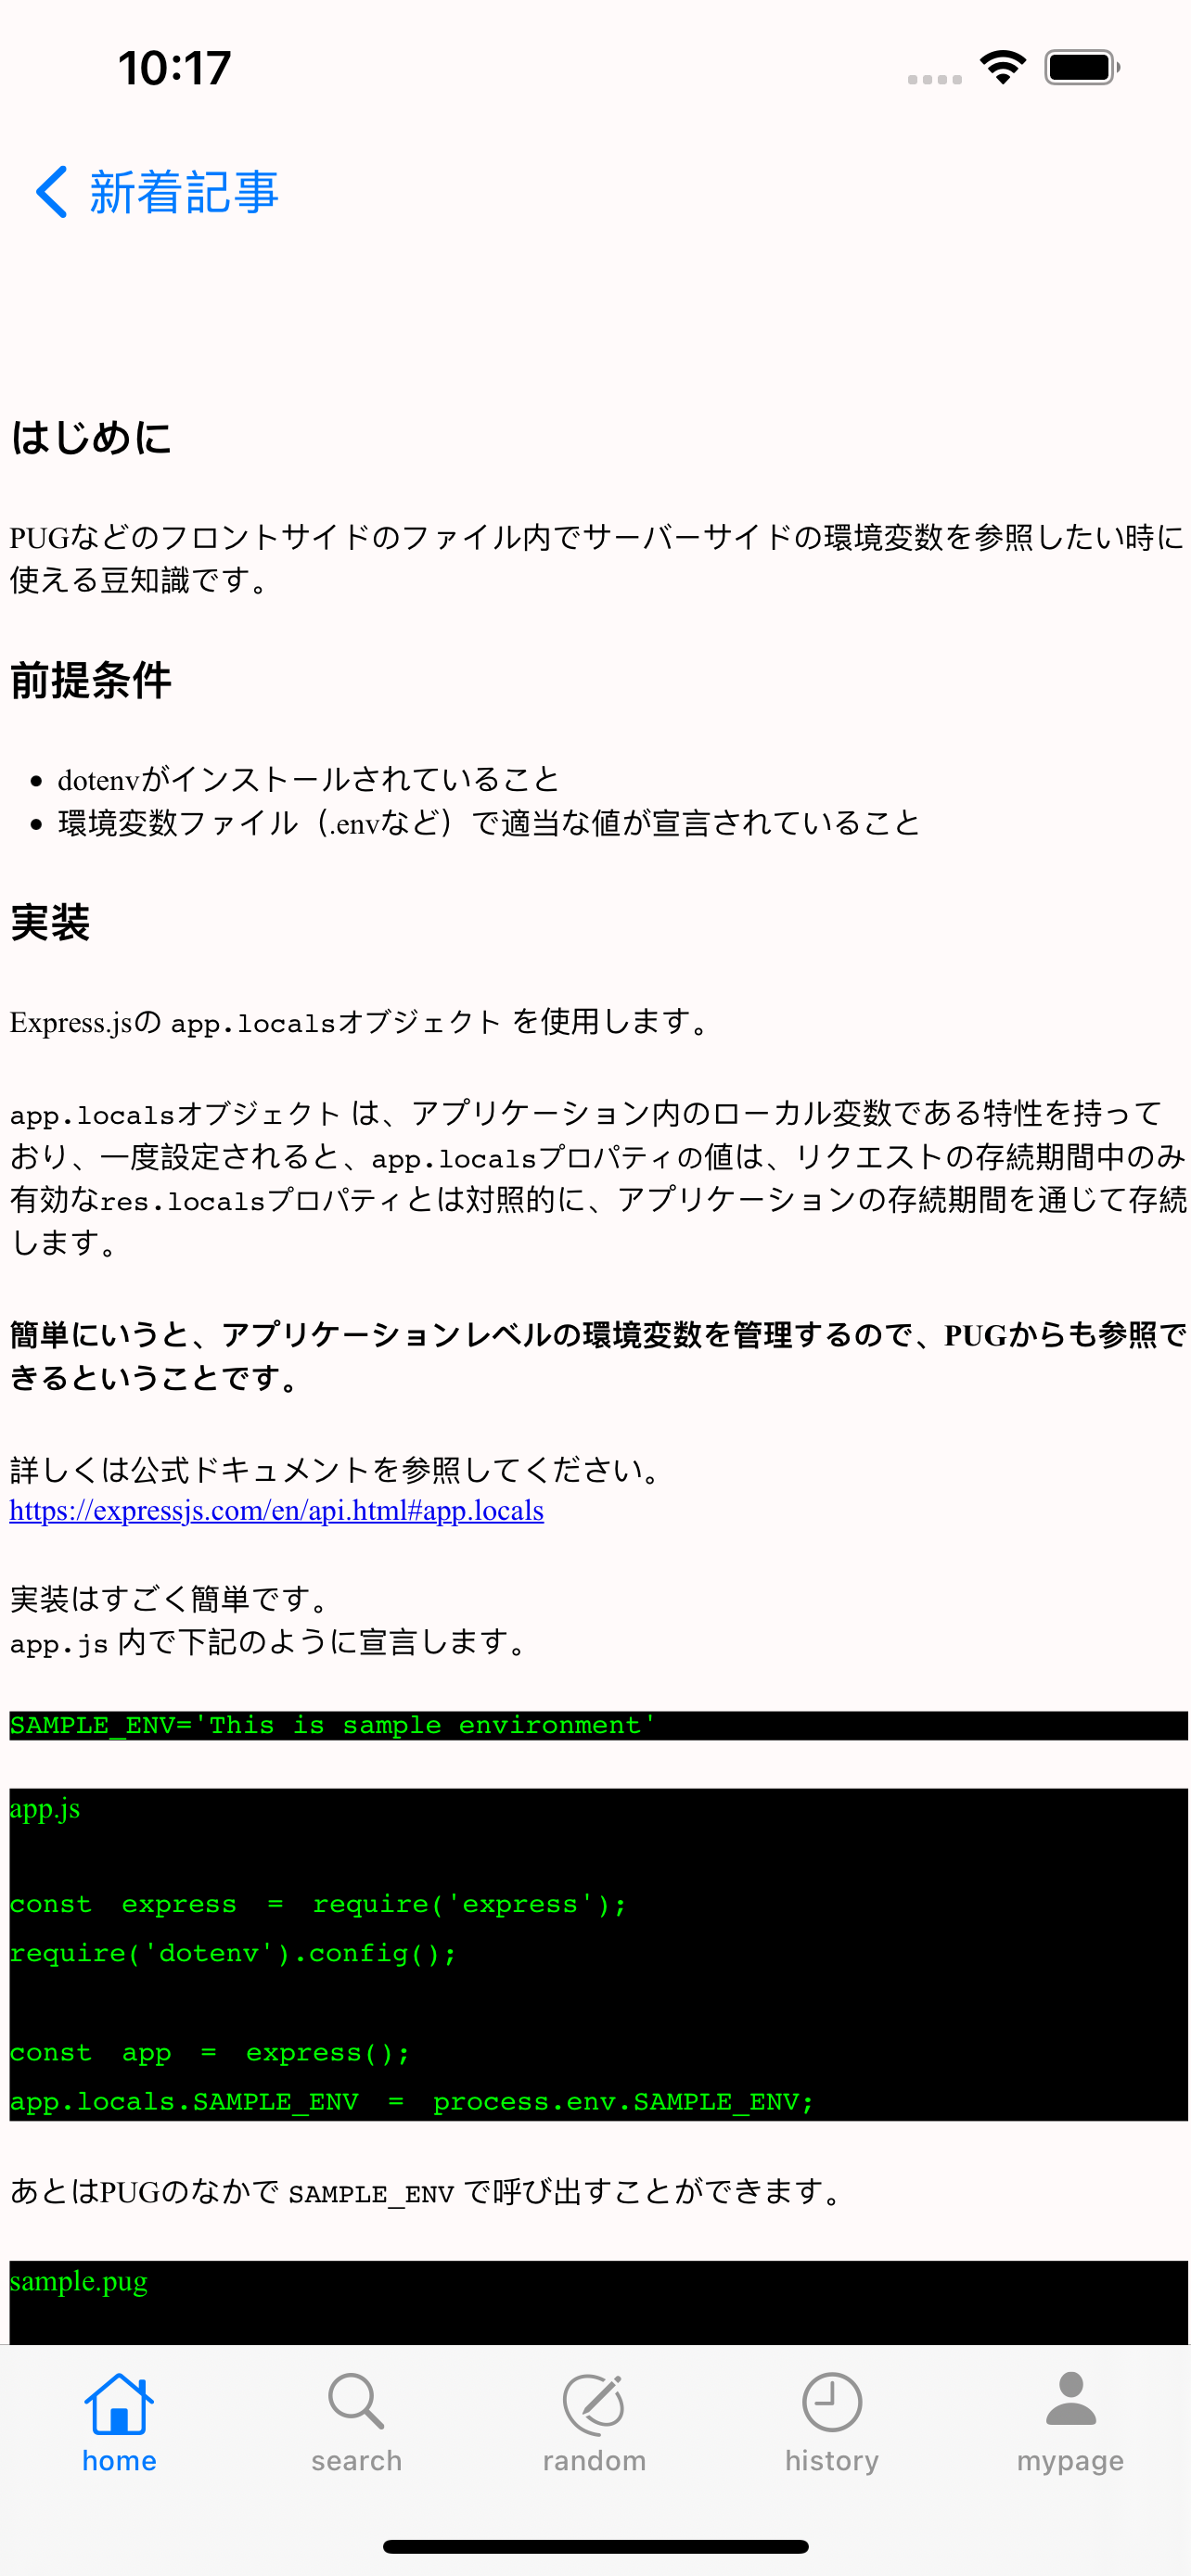 10:17
新着記事
はじめに
PUGなどのフロントサイドのファイル内でサーバーサイドの環境変数を参照したい時に
使える豆知識です。
前提条件
• dotenvがインストールされていること
• 環境変数ファイル（.envなど）で適当な値が宣言されていること
実装
Express.jsの app.localsオブジェクト を使用します。
app.localsオブジェクト は、アプリケーション内のローカル変数である特性を持って
おり、一度設定されると、app.localsプロパティの値は、リクエストの存続期間中のみ
有効なres.localsプロパティとは対照的に、アプリケーションの存続期間を通じて存続
します。
簡単にいうと、アプリケーションレベルの環境変数を管理するので、PUGからも参照で
きるということです。
詳しくは公式ドキュメントを参照してください。
https://expressjs.com/en/api.html#app.locals
実装はすごく簡単です。
app.js 内で下記のように宣言します。
SAMPLE_ENV='This is sample environment'
app.js
const express = require('express');
require('dotenv').config();
const app = express();
app.locals.SAMPLE_ENV = process.env.SAMPLE_ENV;
あとはPUGのなかで SAMPLE_ENV で呼び出すことができます。
sample.pug
home search random history mypage